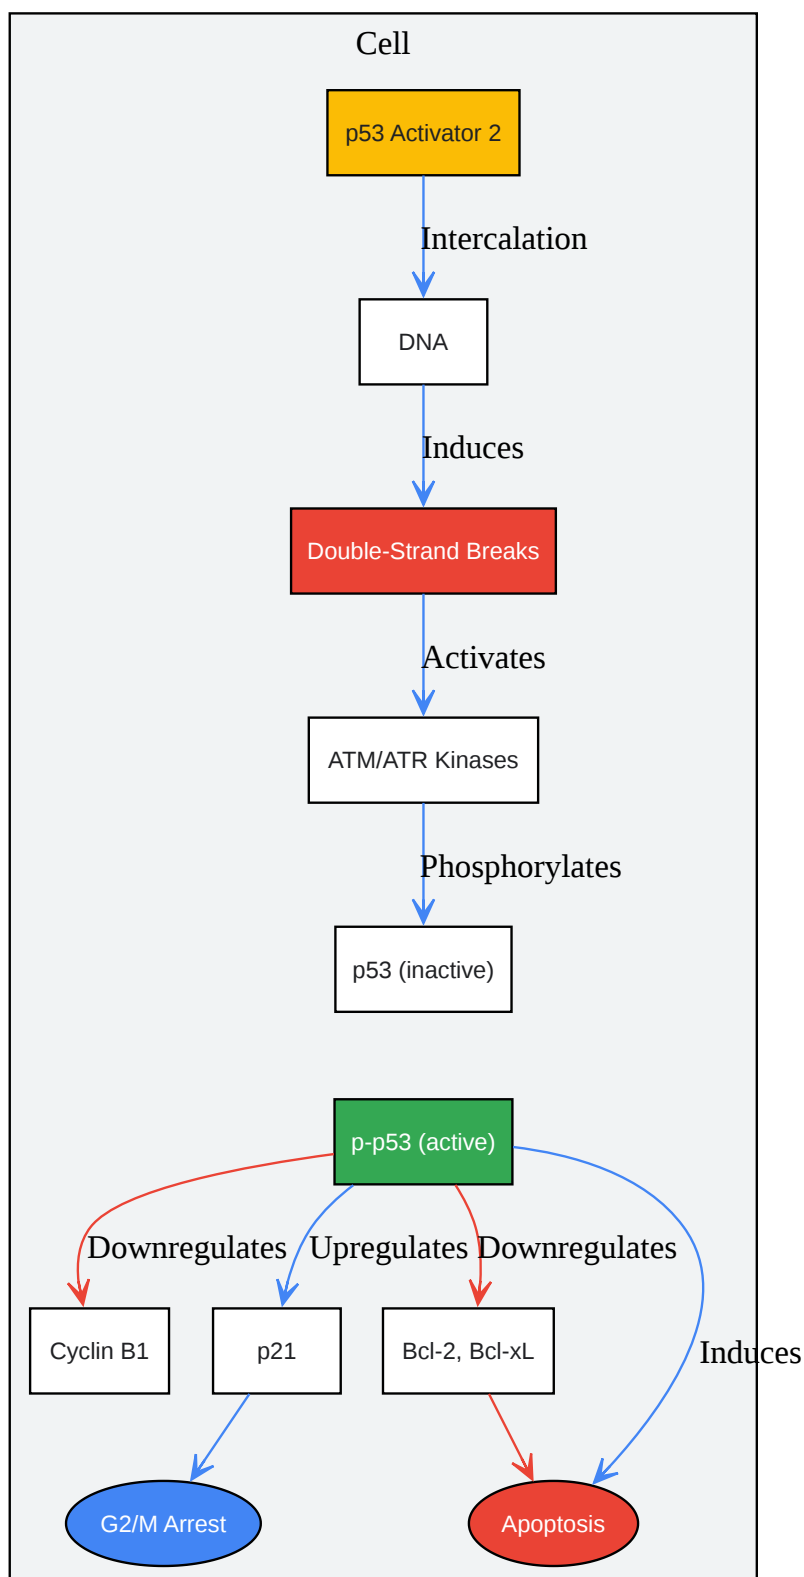 Cell
p53 Activator 2
Intercalation
DNA
Induces
Double-Strand Breaks
Activates
ATM/ATR Kinases
Phosphorylates
p53 (inactive)
p-p53 (active)
Downregulates
Upregulates
Downregulates
Cyclin B1
p21
Bcl-2, Bcl-xL
Induces
G2/M Arrest
Apoptosis